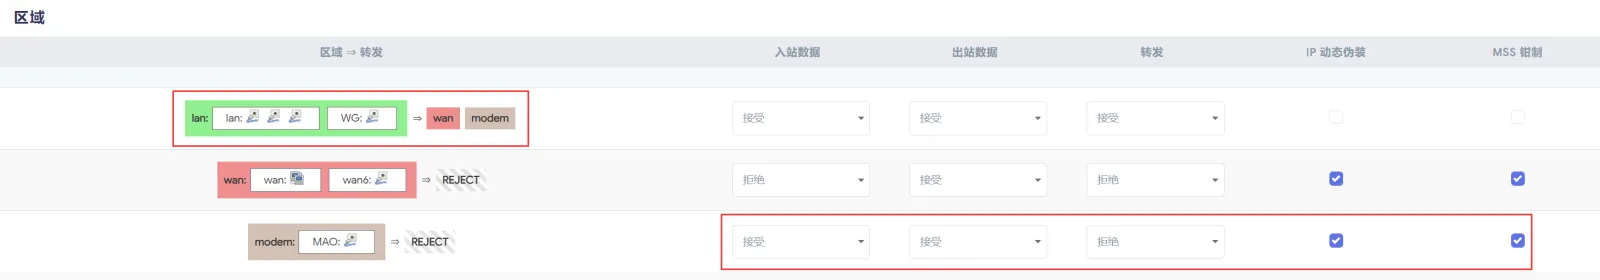 区域
区域 ⇒ 转发 入站数据 出站数据 转发 IP 动态伪装 MSS 钳制
lan: lan: WG: ⇒ wan modem 接受 接受 接受
wan: wan: wan6: ⇒ REJECT 拒绝 接受 拒绝
modem: MAO: ⇒ REJECT 接受 接受 拒绝